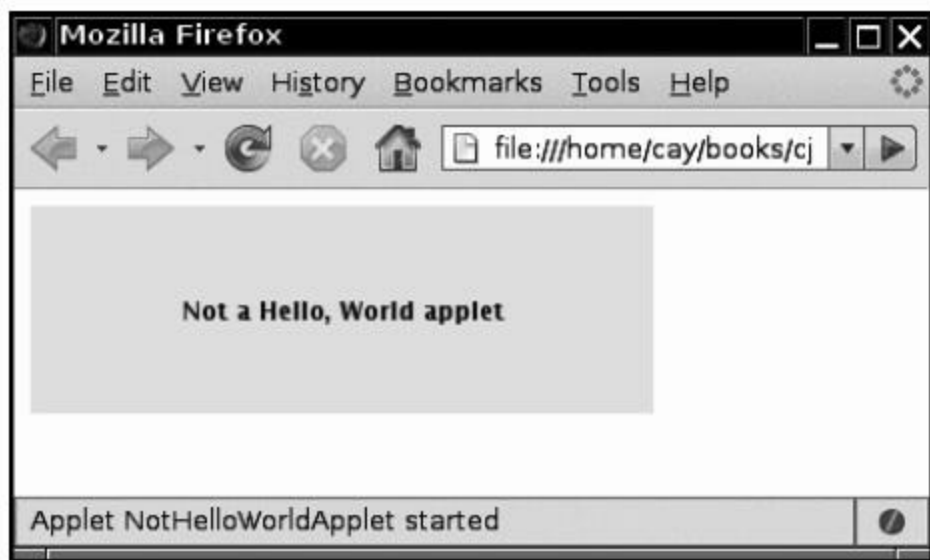 Mozilla Firefox
File Edit View History Bookmarks Tools Help
file:///home/cay/books/cj
Not a Hello, World applet
Applet NotHelloWorldApplet started